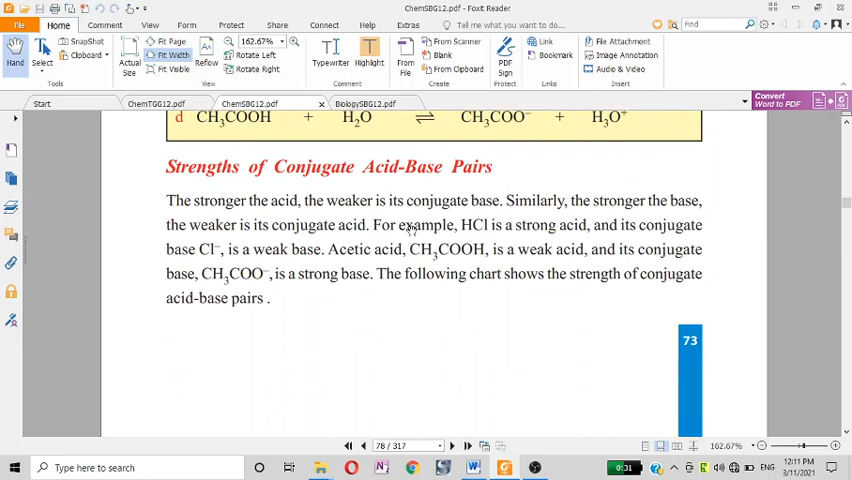 ChemSBG12.pdf - Foxit Reader
File Home Comment View Form Protect Share Connect Help Extras Tell me what you want to do... Find
SnapShot Fit Page 162.67% From Scanner Link File Attachment
Clipboard Fit Width Rotate Left Blank Bookmark Image Annotation
Fit Visible Rotate Right From Clipboard Audio & Video
Hand Select Actual Size Reflow Typewriter Highlight From File PDF Sign
Tools View Comment Create Protect Links Insert
Start ChemTGG12.pdf ChemSBG12.pdf BiologySBG12.pdf
Convert
Word to PDF
d CH₃COOH + H₂O ⇌ CH₃COO⁻ + H₃O⁺
Strengths of Conjugate Acid-Base Pairs
The stronger the acid, the weaker is its conjugate base. Similarly, the stronger the base,
the weaker is its conjugate acid. For example, HCl is a strong acid, and its conjugate
base Cl⁻, is a weak base. Acetic acid, CH₃COOH, is a weak acid, and its conjugate
base, CH₃COO⁻, is a strong base. The following chart shows the strength of conjugate
acid-base pairs .
73
78 / 317 162.67%
Type here to search
0:31
ENG
12:11 PM
3/11/2021